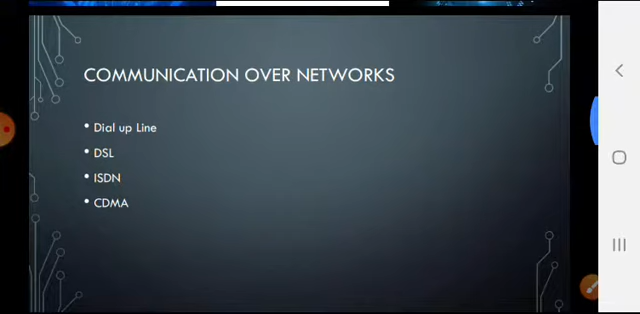 COMMUNICATION OVER NETWORKS
• Dial up Line
• DSL
• ISDN
• CDMA